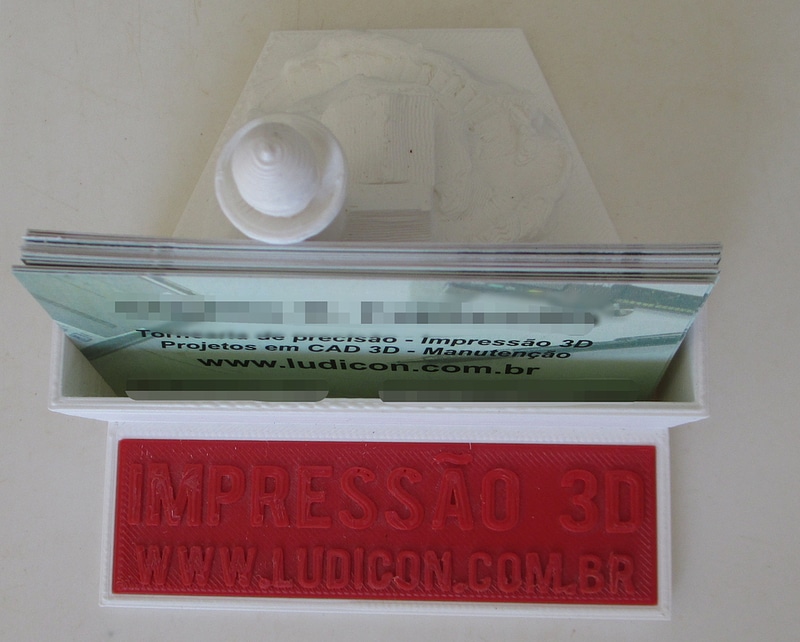 Tornearia de precisão - Impressão 3D
Projetos em CAD 3D - Manutenção
www.ludicon.com.br
IMPRESSÃO 3D
WWW.LUDICON.COM.BR